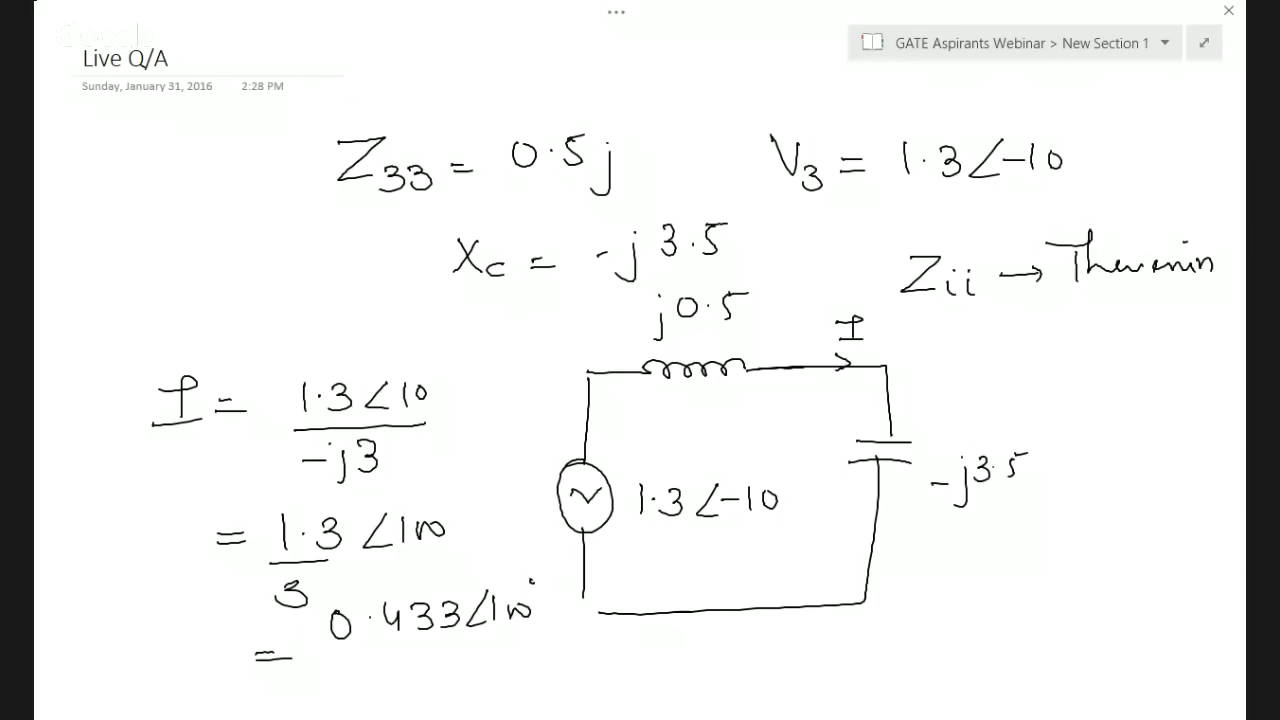 Live Q/A
GATE Aspirants Webinar > New Section 1
Sunday, January 31, 2016 2:28 PM
Z33 = 0.5j V3 = 1.3∠-10
Xc = -j3.5
Zii → Thevenin
j0.5
I
I = 1.3∠10
-j3
-j3.5
1.3∠-10
= 1.3∠100
3
= 0.433∠100°